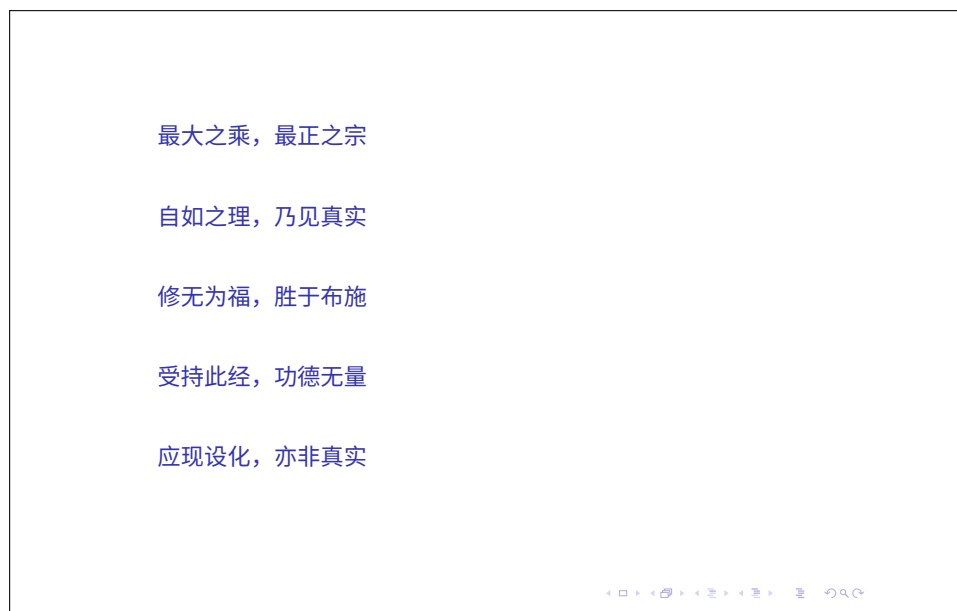 最大之乘，最正之宗
自如之理，乃见真实
修无为福，胜于布施
受持此经，功德无量
应现设化，亦非真实